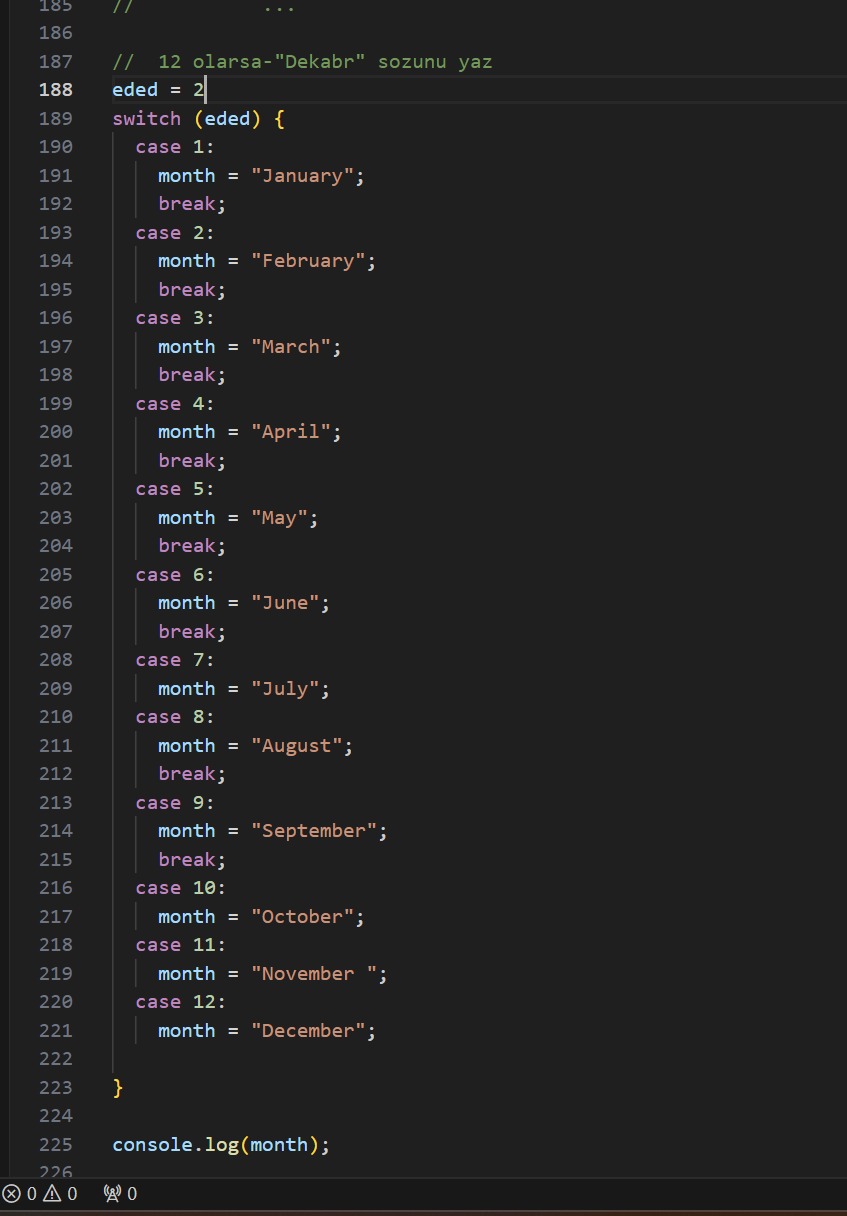 185 // ...
186
187 // 12 olarsa-"Dekabr" sozunu yaz
188 eded = 2
189 switch (eded) {
190 case 1:
191 month = "January";
192 break;
193 case 2:
194 month = "February";
195 break;
196 case 3:
197 month = "March";
198 break;
199 case 4:
200 month = "April";
201 break;
202 case 5:
203 month = "May";
204 break;
205 case 6:
206 month = "June";
207 break;
208 case 7:
209 month = "July";
210 case 8:
211 month = "August";
212 break;
213 case 9:
214 month = "September";
215 break;
216 case 10:
217 month = "October";
218 case 11:
219 month = "November ";
220 case 12:
221 month = "December";
222
223 }
224
225 console.log(month);
226
0 0 0